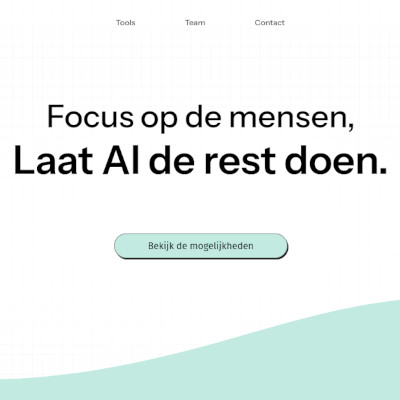 Tools Team Contact
Focus op de mensen,
Laat AI de rest doen.
Bekijk de mogelijkheden